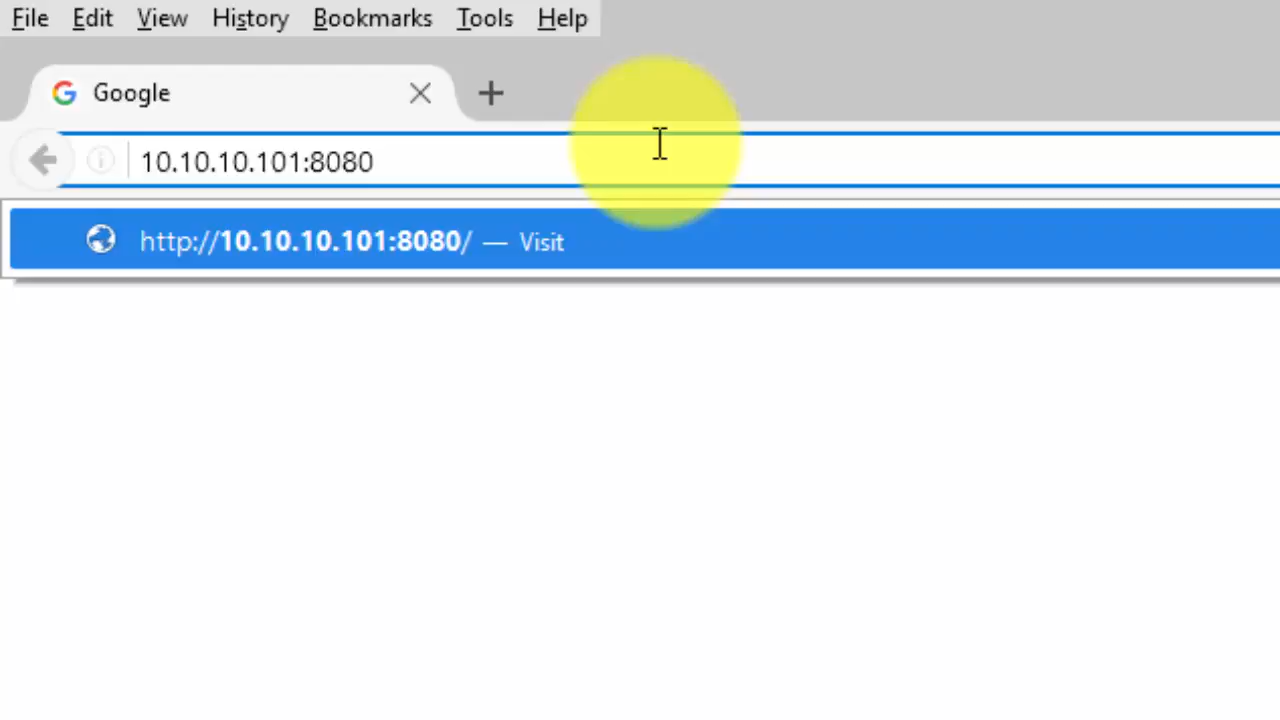 File Edit View History Bookmarks Tools Help
Google
10.10.10.101:8080
http://10.10.10.101:8080/ — Visit